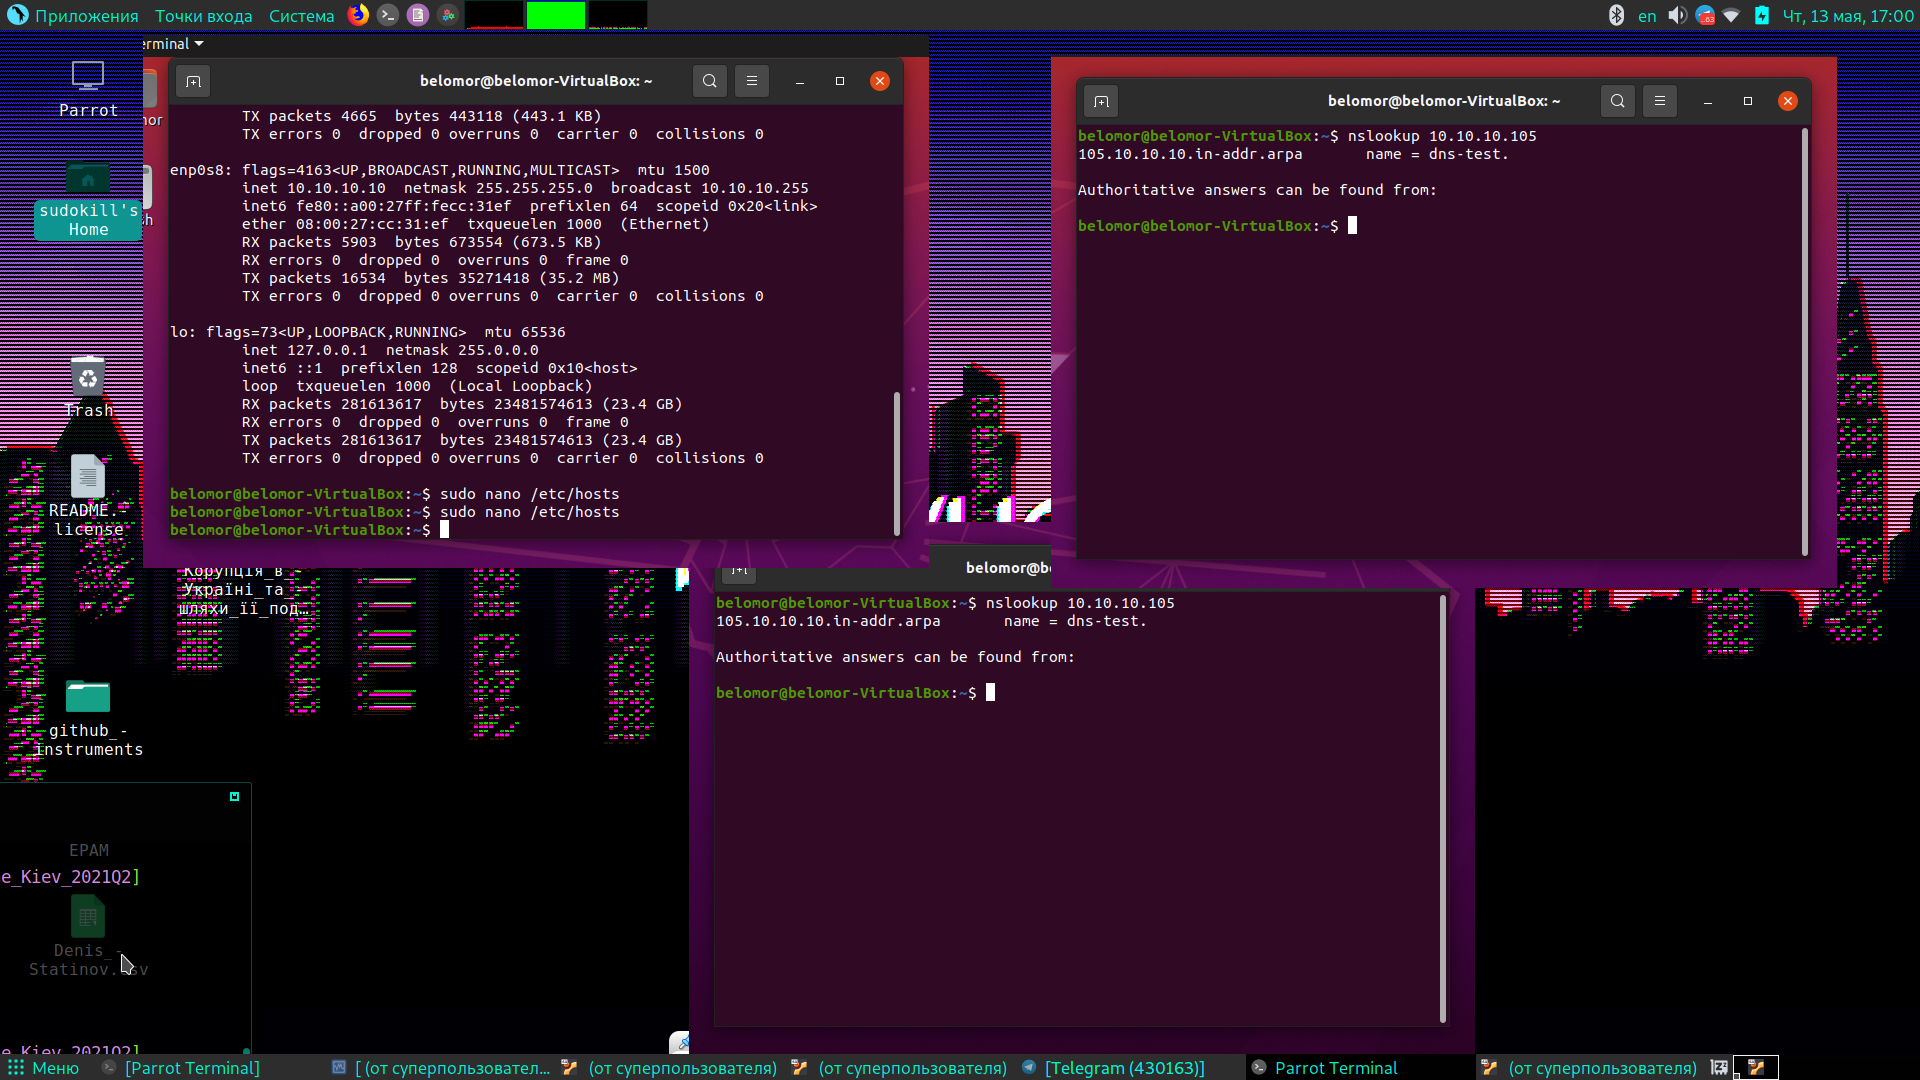 Приложения Точки входа Система
en 63 Чт, 13 мая, 17:00
erminal
Parrot
sudokill's
Home
Trash
README.-
license
Корупція_в_-
Україні_та_-
шляхи_її_под…
github_-
instruments
EPAM
e_Kiev_2021Q2]
Denis_-
Statinov.csv
e_Kiev_2021Q2]
belomor@belomor-VirtualBox: ~
TX packets 4665  bytes 443118 (443.1 KB)
TX errors 0  dropped 0 overruns 0  carrier 0  collisions 0
enp0s8: flags=4163<UP,BROADCAST,RUNNING,MULTICAST>  mtu 1500
inet 10.10.10.10  netmask 255.255.255.0  broadcast 10.10.10.255
inet6 fe80::a00:27ff:fecc:31ef  prefixlen 64  scopeid 0x20<link>
ether 08:00:27:cc:31:ef  txqueuelen 1000  (Ethernet)
RX packets 5903  bytes 673554 (673.5 KB)
RX errors 0  dropped 0  overruns 0  frame 0
TX packets 16534  bytes 35271418 (35.2 MB)
TX errors 0  dropped 0 overruns 0  carrier 0  collisions 0
lo: flags=73<UP,LOOPBACK,RUNNING>  mtu 65536
inet 127.0.0.1  netmask 255.0.0.0
inet6 ::1  prefixlen 128  scopeid 0x10<host>
loop  txqueuelen 1000  (Local Loopback)
RX packets 281613617  bytes 23481574613 (23.4 GB)
RX errors 0  dropped 0  overruns 0  frame 0
TX packets 281613617  bytes 23481574613 (23.4 GB)
TX errors 0  dropped 0 overruns 0  carrier 0  collisions 0
belomor@belomor-VirtualBox:~$ sudo nano /etc/hosts
belomor@belomor-VirtualBox:~$ sudo nano /etc/hosts
belomor@belomor-VirtualBox:~$
belomor@belomor-VirtualBox: ~
belomor@belomor-VirtualBox:~$ nslookup 10.10.10.105
105.10.10.10.in-addr.arpa       name = dns-test.
Authoritative answers can be found from:
belomor@belomor-VirtualBox:~$
belomor@b
belomor@belomor-VirtualBox:~$ nslookup 10.10.10.105
105.10.10.10.in-addr.arpa       name = dns-test.
Authoritative answers can be found from:
belomor@belomor-VirtualBox:~$
Меню [Parrot Terminal] [ (от суперпользовател… (от суперпользователя) (от суперпользователя) [Telegram (430163)] Parrot Terminal (от суперпользователя)